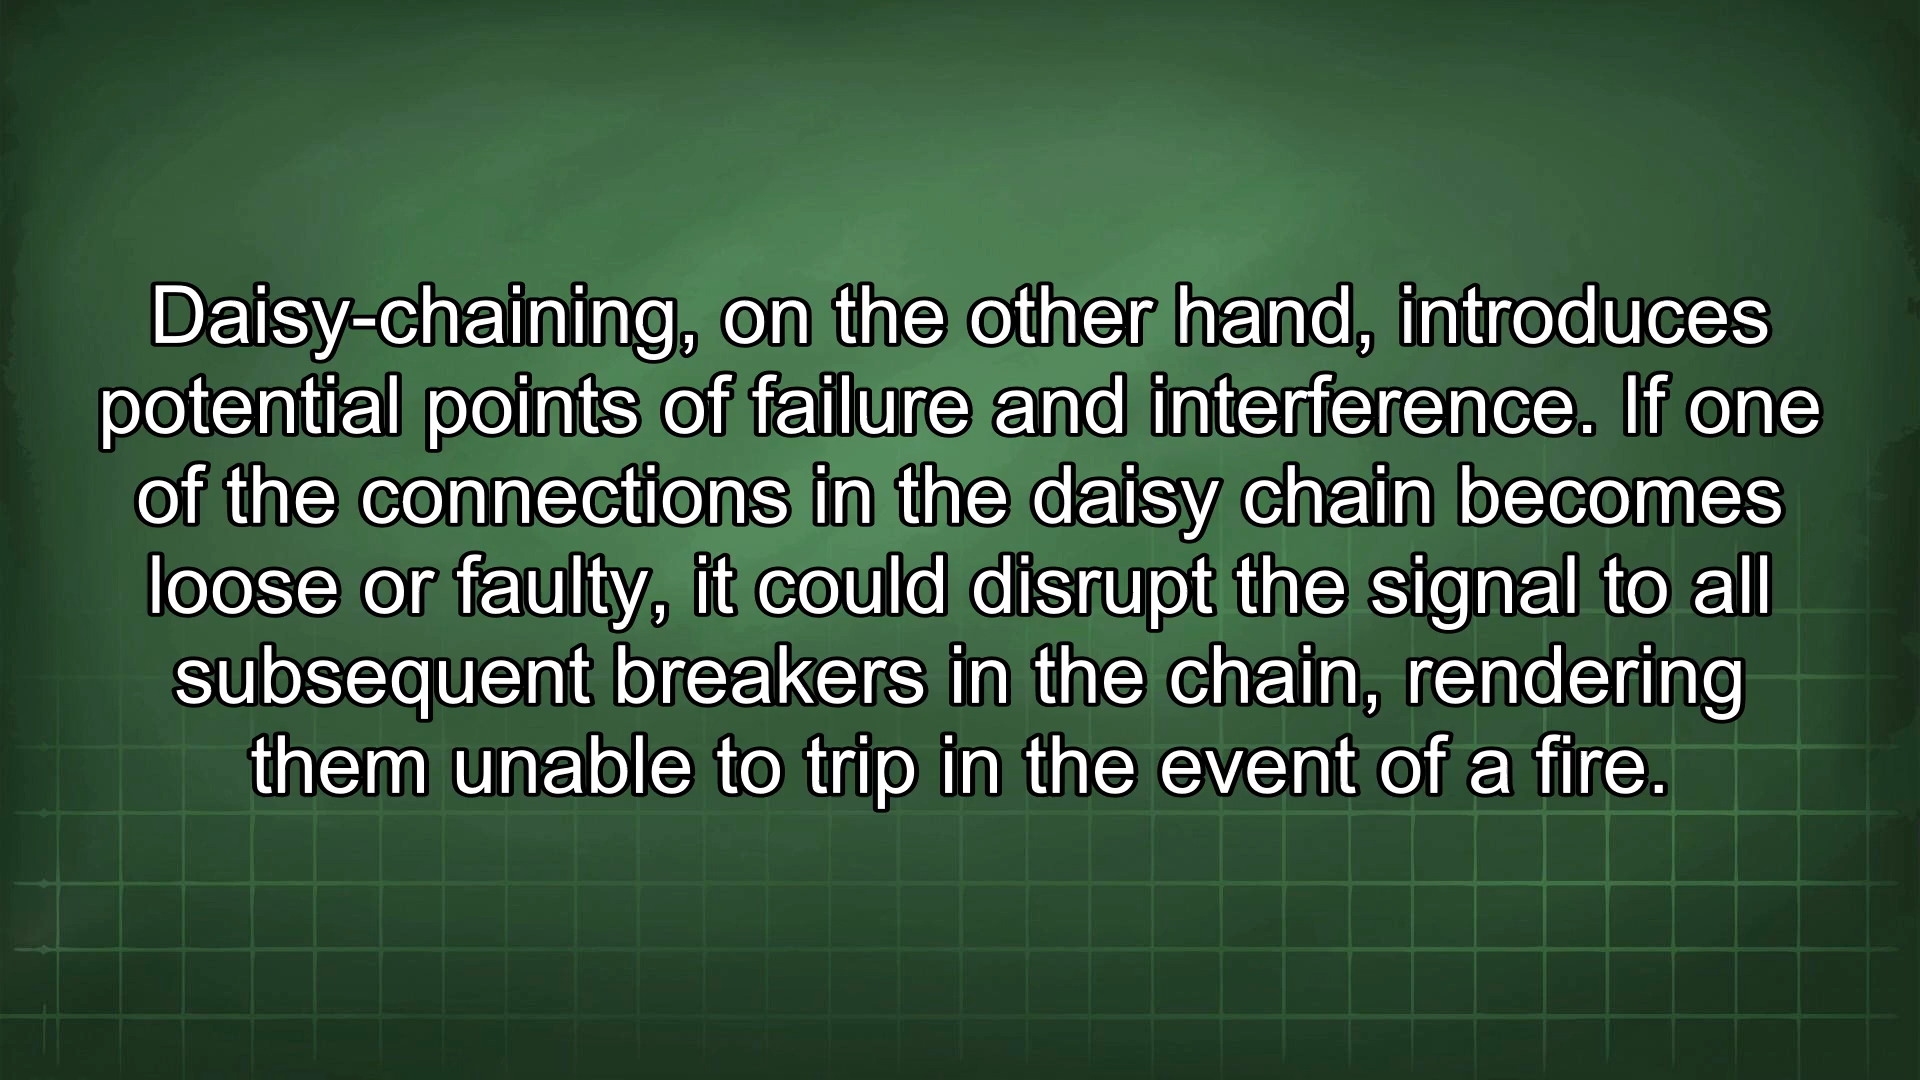 Daisy-chaining, on the other hand, introduces
potential points of failure and interference. If one
of the connections in the daisy chain becomes
loose or faulty, it could disrupt the signal to all
subsequent breakers in the chain, rendering
them unable to trip in the event of a fire.